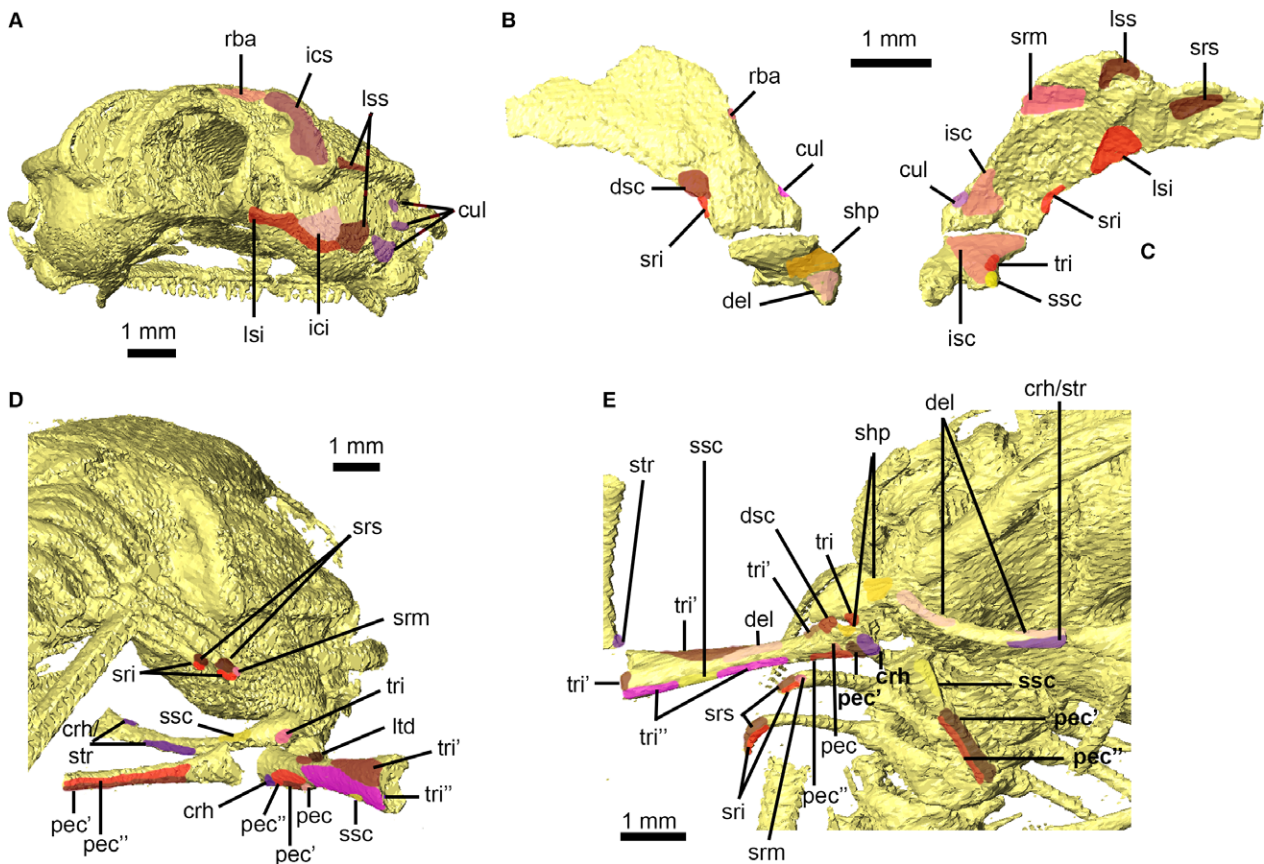 A
rba
ics
lss
cul
lsi
ici
1 mm
B
1 mm
rba
cul
dsc
sri
shp
del
srm
lss
srs
isc
cul
lsi
sri
tri
ssc
isc
C
D
1 mm
srs
srm
sri
tri
ssc
ltd
crh/
str
tri’
tri’’
crh
pec’’
pec’
pec
ssc
pec’
pec’’
E
crh/str
del
shp
ssc
str
dsc
tri
tri’
tri’
del
tri’
crh
pec’
ssc
srs
tri’’
pec
pec’
pec’’
pec’’
sri
srm
1 mm